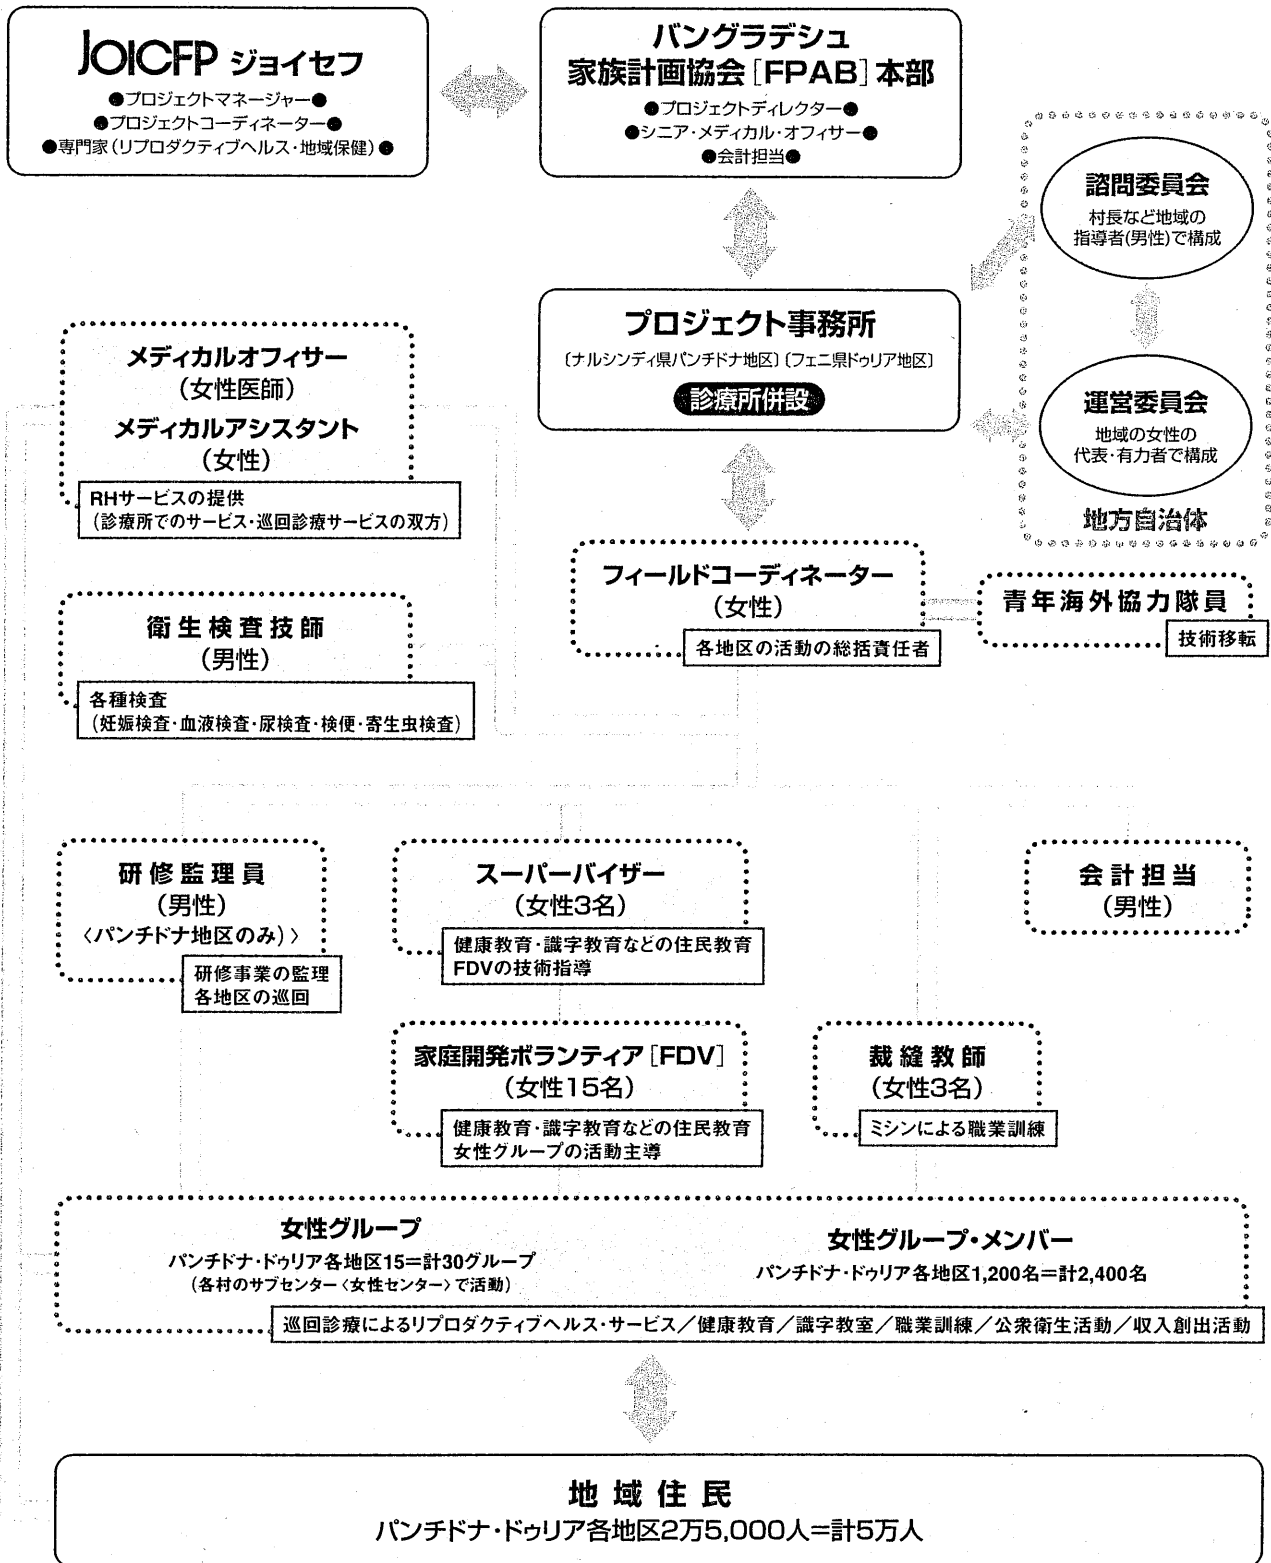 JOICFP ジョイセフ
●プロジェクトマネージャー●
●プロジェクトコーディネーター●
●専門家(リプロダクティブヘルス・地域保健)●
バングラデシュ
家族計画協会[FPAB]本部
●プロジェクトディレクター●
●シニア・メディカル・オフィサー●
●会計担当●
諮問委員会
村長など地域の
指導者(男性)で構成
運営委員会
地域の女性の
代表・有力者で構成
地方自治体
プロジェクト事務所
〔ナルシンディ県パンチドナ地区〕〔フェニ県ドゥリア地区〕
診療所併設
メディカルオフィサー
(女性医師)
メディカルアシスタント
(女性)
RHサービスの提供
(診療所でのサービス・巡回診療サービスの双方)
フィールドコーディネーター
(女性)
各地区の活動の総括責任者
青年海外協力隊員
技術移転
衛生検査技師
(男性)
各種検査
(妊娠検査・血液検査・尿検査・検便・寄生虫検査)
研修監理員
(男性)
〈パンチドナ地区のみ)〉
研修事業の監理
各地区の巡回
スーパーバイザー
(女性3名)
健康教育・識字教育などの住民教育
FDVの技術指導
会計担当
(男性)
家庭開発ボランティア[FDV]
(女性15名)
健康教育・識字教育などの住民教育
女性グループの活動主導
裁縫教師
(女性3名)
ミシンによる職業訓練
女性グループ
パンチドナ・ドゥリア各地区15=計30グループ
(各村のサブセンター〈女性センター〉で活動)
女性グループ・メンバー
パンチドナ・ドゥリア各地区1,200名=計2,400名
巡回診療によるリプロダクティブヘルス・サービス/健康教育/識字教室/職業訓練/公衆衛生活動/収入創出活動
地域住民
パンチドナ・ドゥリア各地区2万5,000人=計5万人